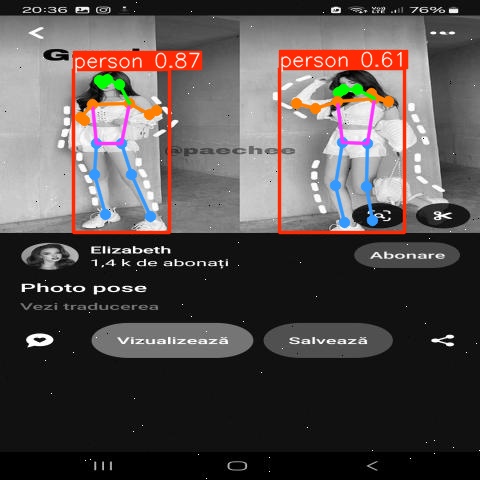 20:36
76%
person 0.87
person 0.61
@paechee
Elizabeth
1,4 k de abonați
Abonare
Photo pose
Vezi traducerea
Vizualizează
Salvează